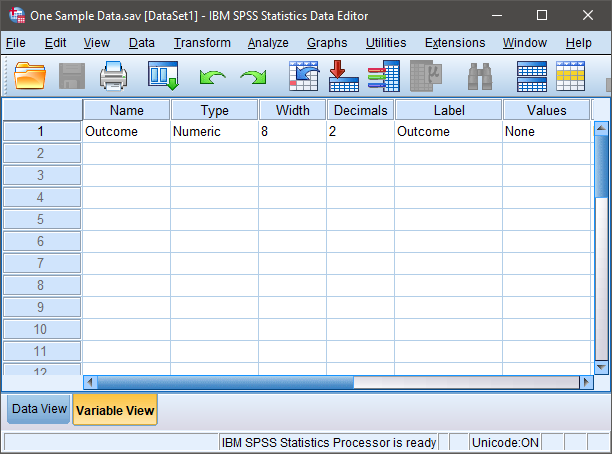 One Sample Data.sav [DataSet1] - IBM SPSS Statistics Data Editor
File Edit View Data Transform Analyze Graphs Utilities Extensions Window Help
Name Type Width Decimals Label Values
1 Outcome Numeric 8 2 Outcome None
2
3
4
5
6
7
8
9
10
11
12
Data View Variable View
IBM SPSS Statistics Processor is ready Unicode:ON